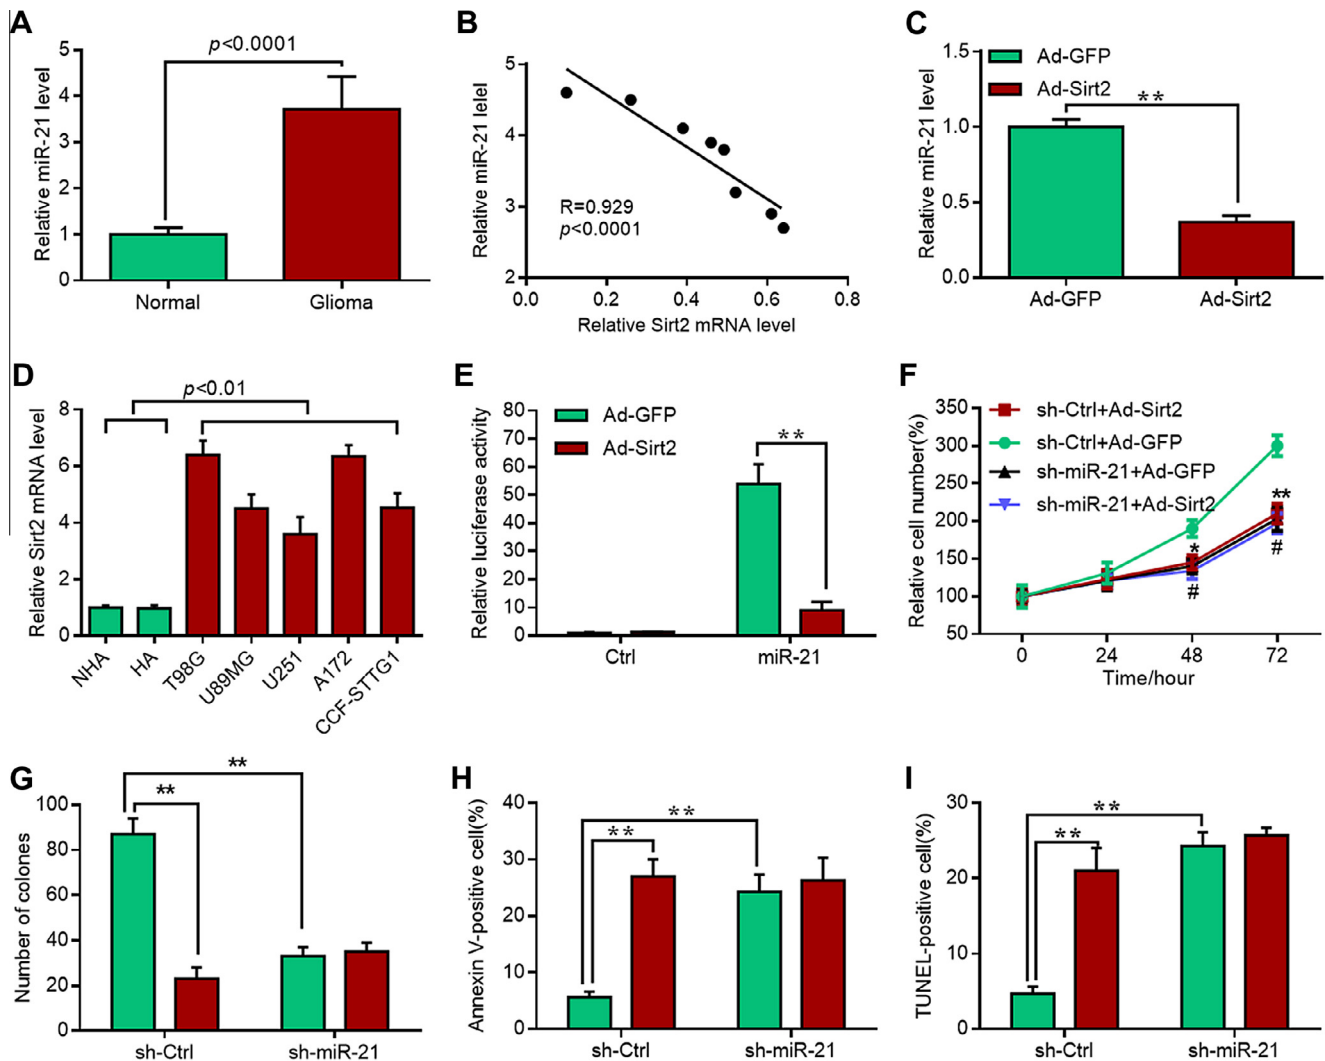 A
Relative miR-21 level
5
4
3
2
1
0
p<0.0001
Normal
Glioma
B
Relative miR-21 lelel
5
4
3
2
R=0.929
p<0.0001
0.0
0.2
0.4
0.6
0.8
Relative Sirt2 mRNA level
C
Relative miR-21 level
1.5
1.0
0.5
0.0
Ad-GFP
Ad-Sirt2
**
Ad-GFP
Ad-Sirt2
D
Relative Sirt2 mRNA level
8
6
4
2
0
p<0.01
NHA
HA
T98G
U89MG
U251
A172
CCF-STTG1
E
Relative luciferase activity
80
70
60
50
40
30
20
10
0
Ad-GFP
Ad-Sirt2
**
Ctrl
miR-21
F
Relative cell number(%)
350
300
250
200
150
100
50
sh-Ctrl+Ad-Sirt2
sh-Ctrl+Ad-GFP
sh-miR-21+Ad-GFP
sh-miR-21+Ad-Sirt2
*
#
**
#
0
24
48
72
Time/hour
G
Number of colones
100
80
60
40
20
0
**
**
sh-Ctrl
sh-miR-21
H
Annexin V-positive cell(%)
40
30
20
10
0
**
**
sh-Ctrl
sh-miR-21
I
TUNEL-positive cell(%)
30
20
10
0
**
**
sh-Ctrl
sh-miR-21